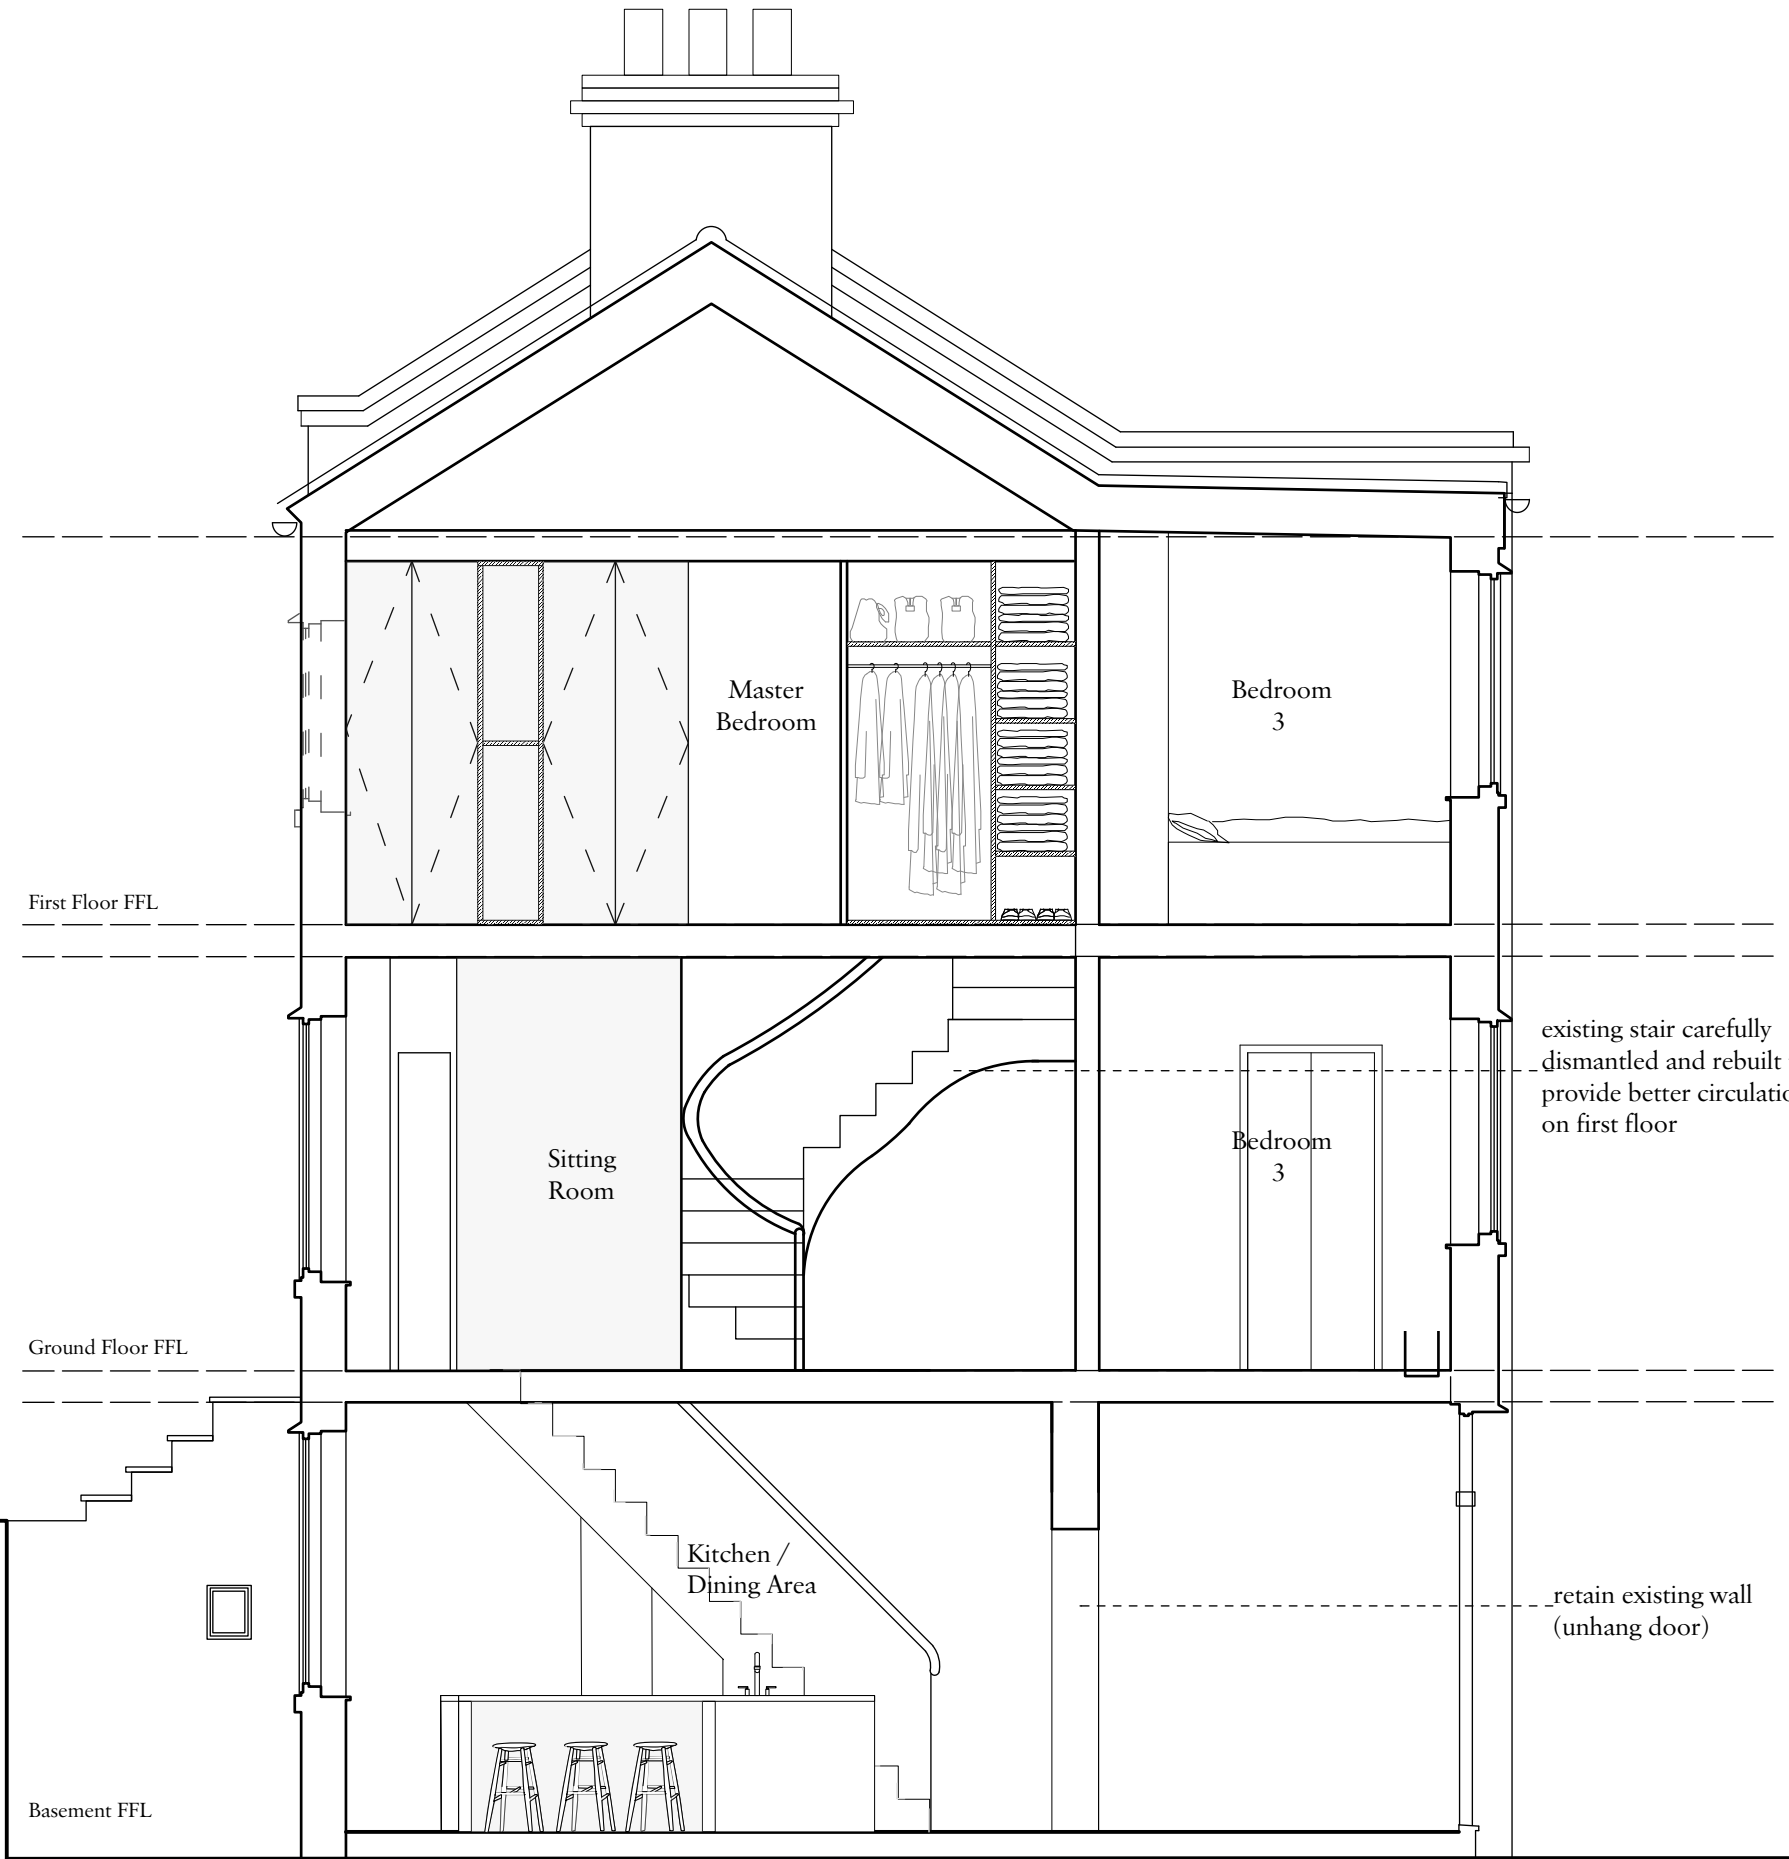 Master
Bedroom
Bedroom
3
First Floor FFL
existing stair carefully
dismantled and rebuilt
provide better circulatio
on first floor
Sitting
Room
Bedroom
3
Ground Floor FFL
Kitchen /
Dining Area
retain existing wall
(unhang door)
Basement FFL